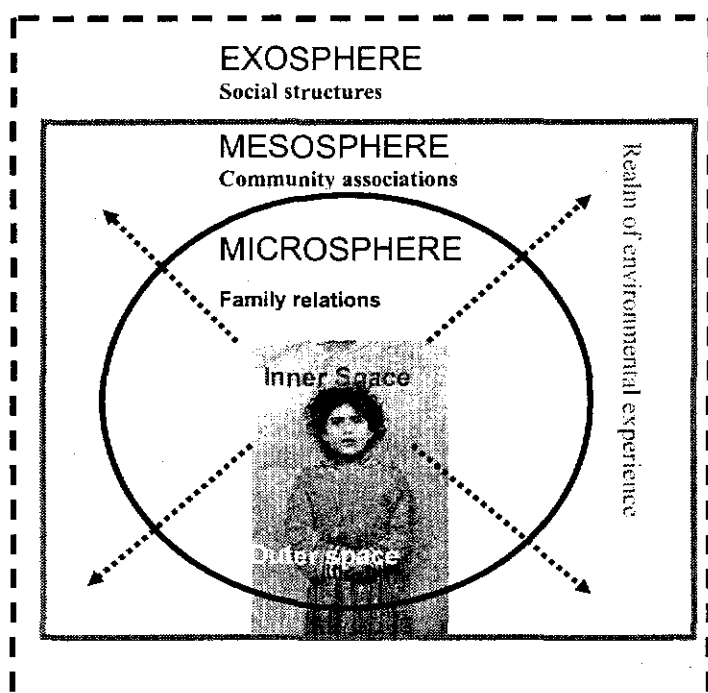 EXOSPHERE
Social structures
MESOSPHERE
Community associations
MICROSPHERE
Family relations
Inner Space
Outer space
Realm of environmental experience